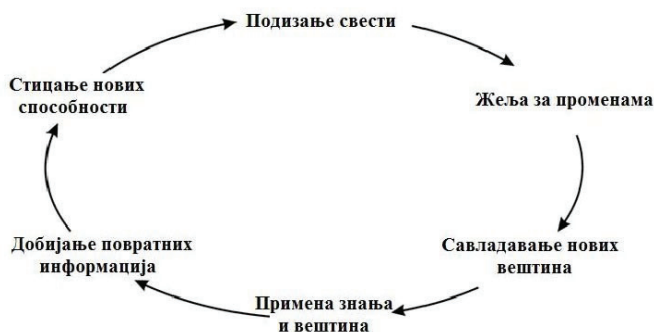 Подизање свести
Жеља за променама
Савладавање нових
вештина
Примена знања
и вештина
Добијање повратних
информација
Стицање нових
способности